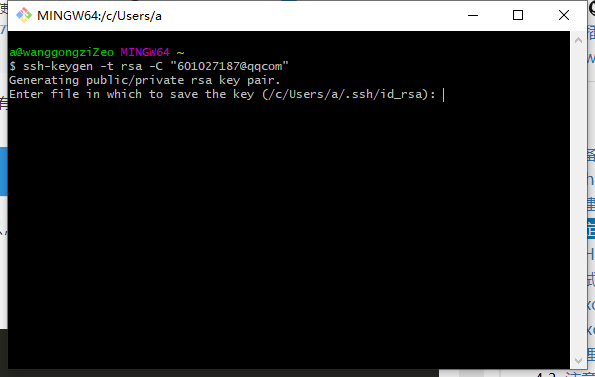 MINGW64:/c/Users/a
a@wanggongziZeo MINGW64 ~
$ ssh-keygen -t rsa -C "601027187@qqcom"
Generating public/private rsa key pair.
Enter file in which to save the key (/c/Users/a/.ssh/id_rsa):